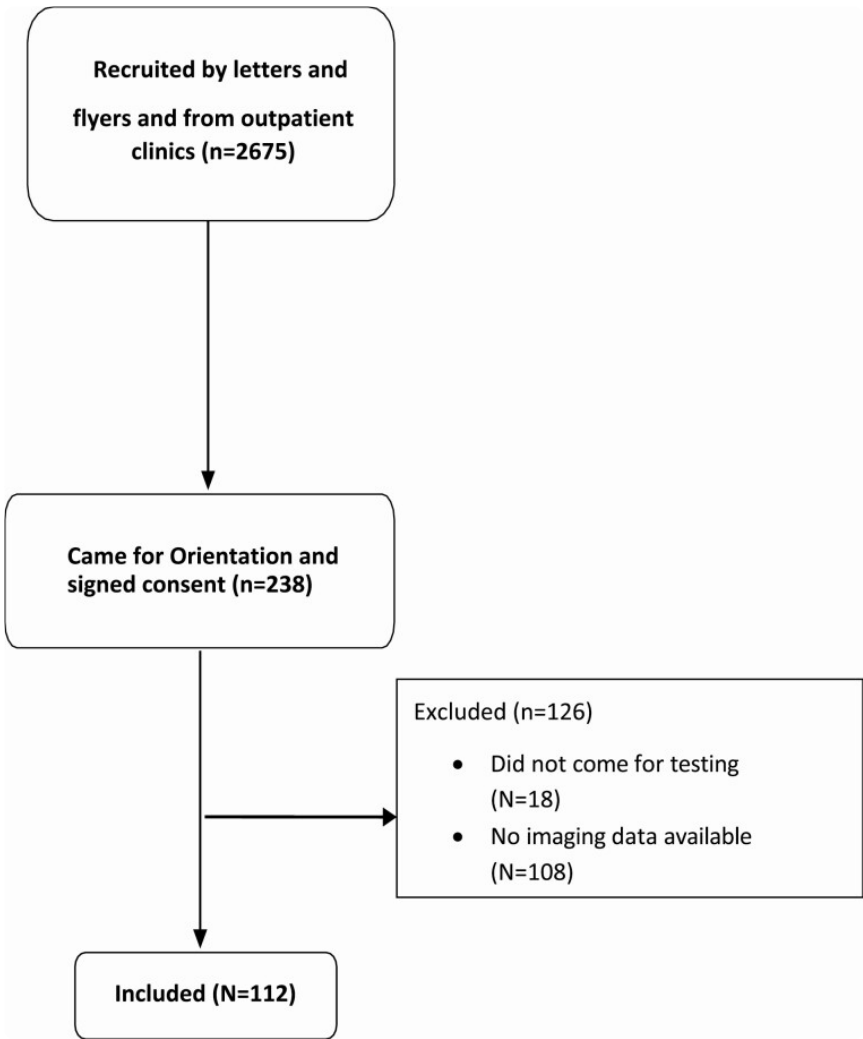 Recruited by letters and
flyers and from outpatient
clinics (n=2675)
Came for Orientation and
signed consent (n=238)
Excluded (n=126)
• Did not come for testing
(N=18)
• No imaging data available
(N=108)
Included (N=112)